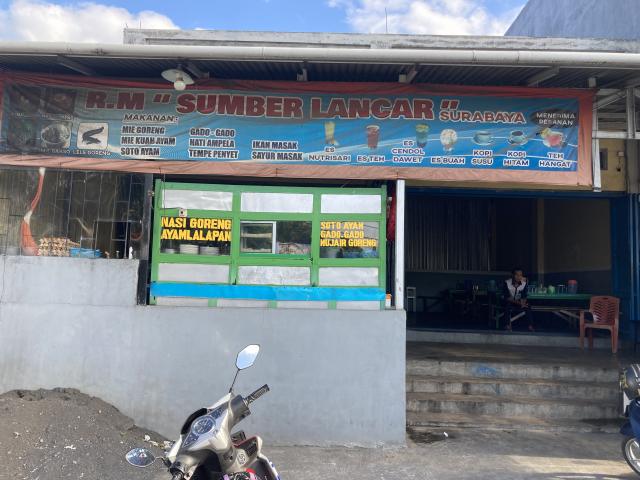 R.M " SUMBER LANCAR " SURABAYA
MAKANAN:
MIE GORENG
MIE KUAH AYAM
SOTO AYAM
GADO - GADO
HATI AMPELA
TEMPE PENYET
IKAN MASAK
SAYUR MASAK
ES NUTRISARI
ES TEH
ES CENDOL DAWET
ES BUAH
KOPI SUSU
KOPI HITAM
TEH HANGAT
MENERIMA PESANAN
LELE GORENG
NASI GORENG
AYAM LALAPAN
SOTO AYAM
GADO-GADO
MUJAIR GORENG